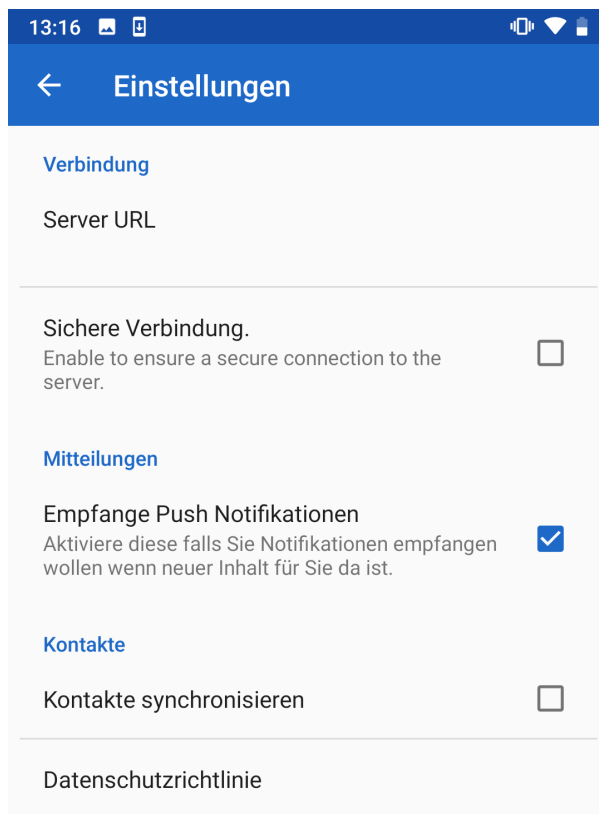 13:16
Einstellungen
Verbindung
Server URL
Sichere Verbindung.
Enable to ensure a secure connection to the
server.
Mitteilungen
Empfange Push Notifikationen
Aktiviere diese falls Sie Notifikationen empfangen
wollen wenn neuer Inhalt für Sie da ist.
Kontakte
Kontakte synchronisieren
Datenschutzrichtlinie